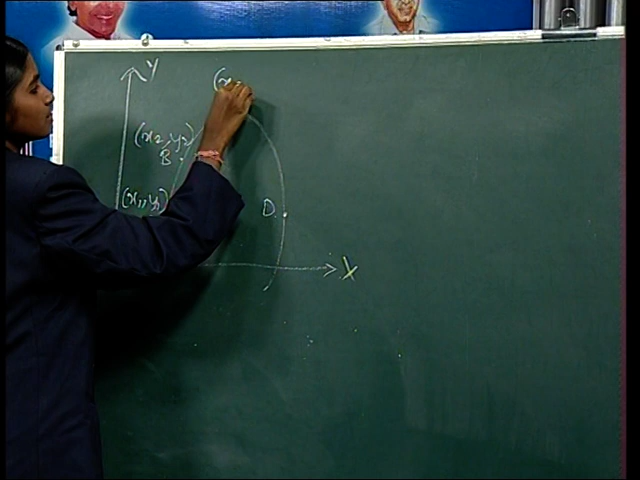 Y
(x
(x2, y2)
B
(x1, y1)
D
X